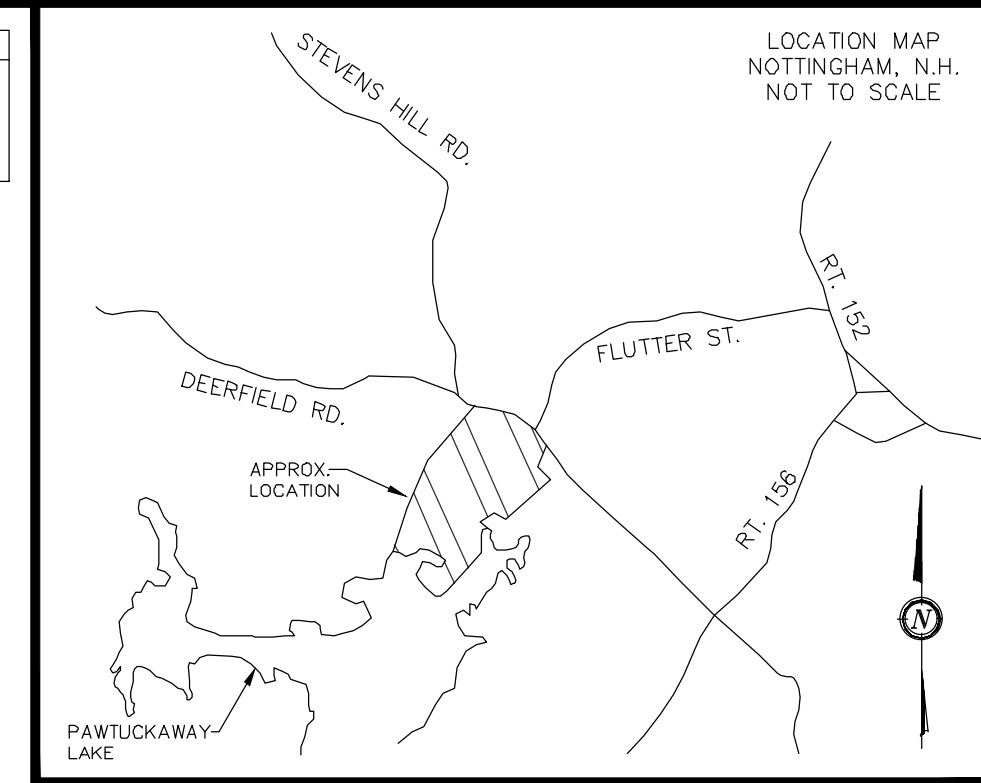 LOCATION MAP
NOTTINGHAM, N.H.
NOT TO SCALE
STEVENS HILL RD.
RT. 152
FLUTTER ST.
DEERFIELD RD.
APPROX.
LOCATION
RT. 156
N
PAWTUCKAWAY
LAKE